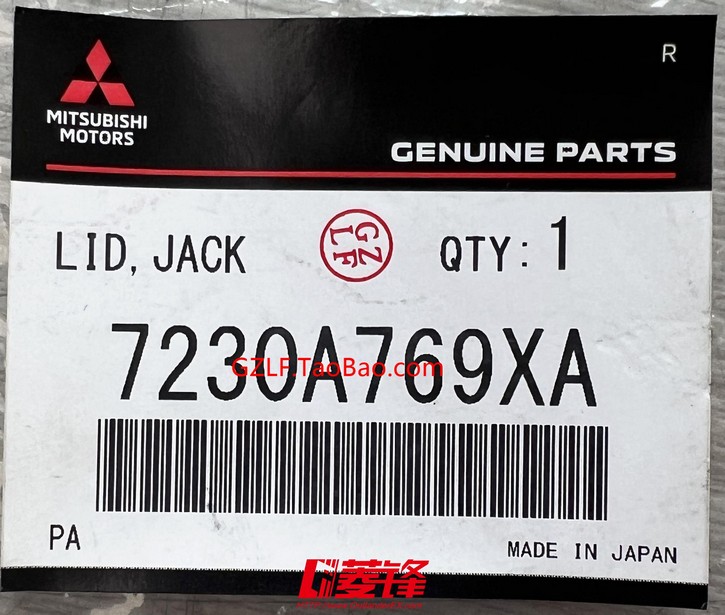 R
MITSUBISHI
MOTORS
GENUINE PARTS
LID, JACK
GZ
LF
QTY: 1
7230A769XA
GZLF.TaoBao.com
PA
MADE IN JAPAN
菱锋